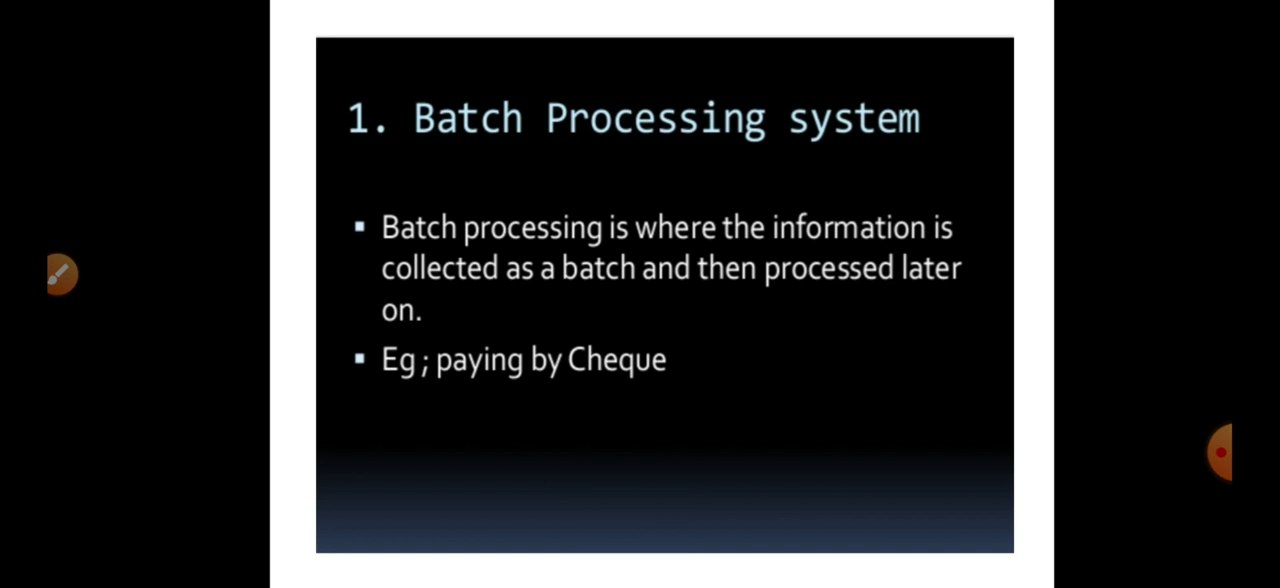 1. Batch Processing system
▪ Batch processing is where the information is
collected as a batch and then processed later
on.
▪ Eg ; paying by Cheque